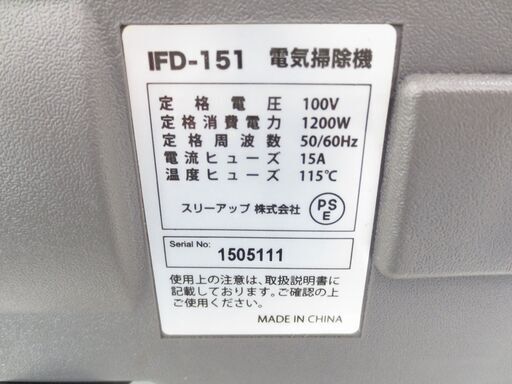 IFD-151 電気掃除機
定格電圧 100V
定格消費電力 1200W
定格周波数 50/60Hz
電流ヒューズ 15A
温度ヒューズ 115℃
スリーアップ 株式会社 PSE
Serial No: 1505111
使用上の注意は、取扱説明書に
記載しております。ご確認の上
ご使用ください。
MADE IN CHINA